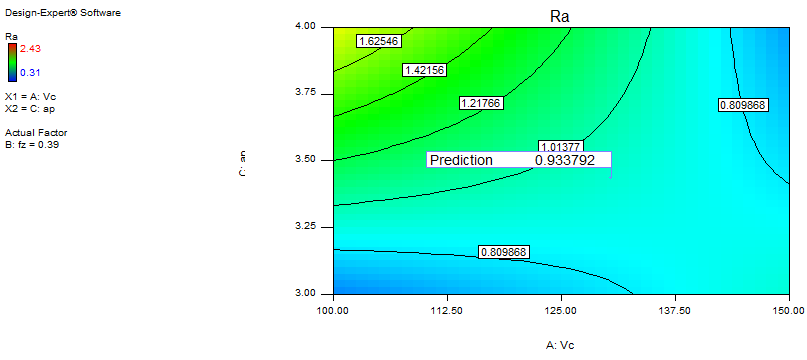 Design-Expert® Software
Ra
2.43
0.31
X1 = A: Vc
X2 = C: ap
Actual Factor
B: fz = 0.39
Ra
4.00
3.75
3.50
3.25
3.00
C: ap
1.62546
1.42156
1.21766
1.01377
0.809868
Prediction 0.933792
0.809868
100.00 112.50 125.00 137.50 150.00
A: Vc